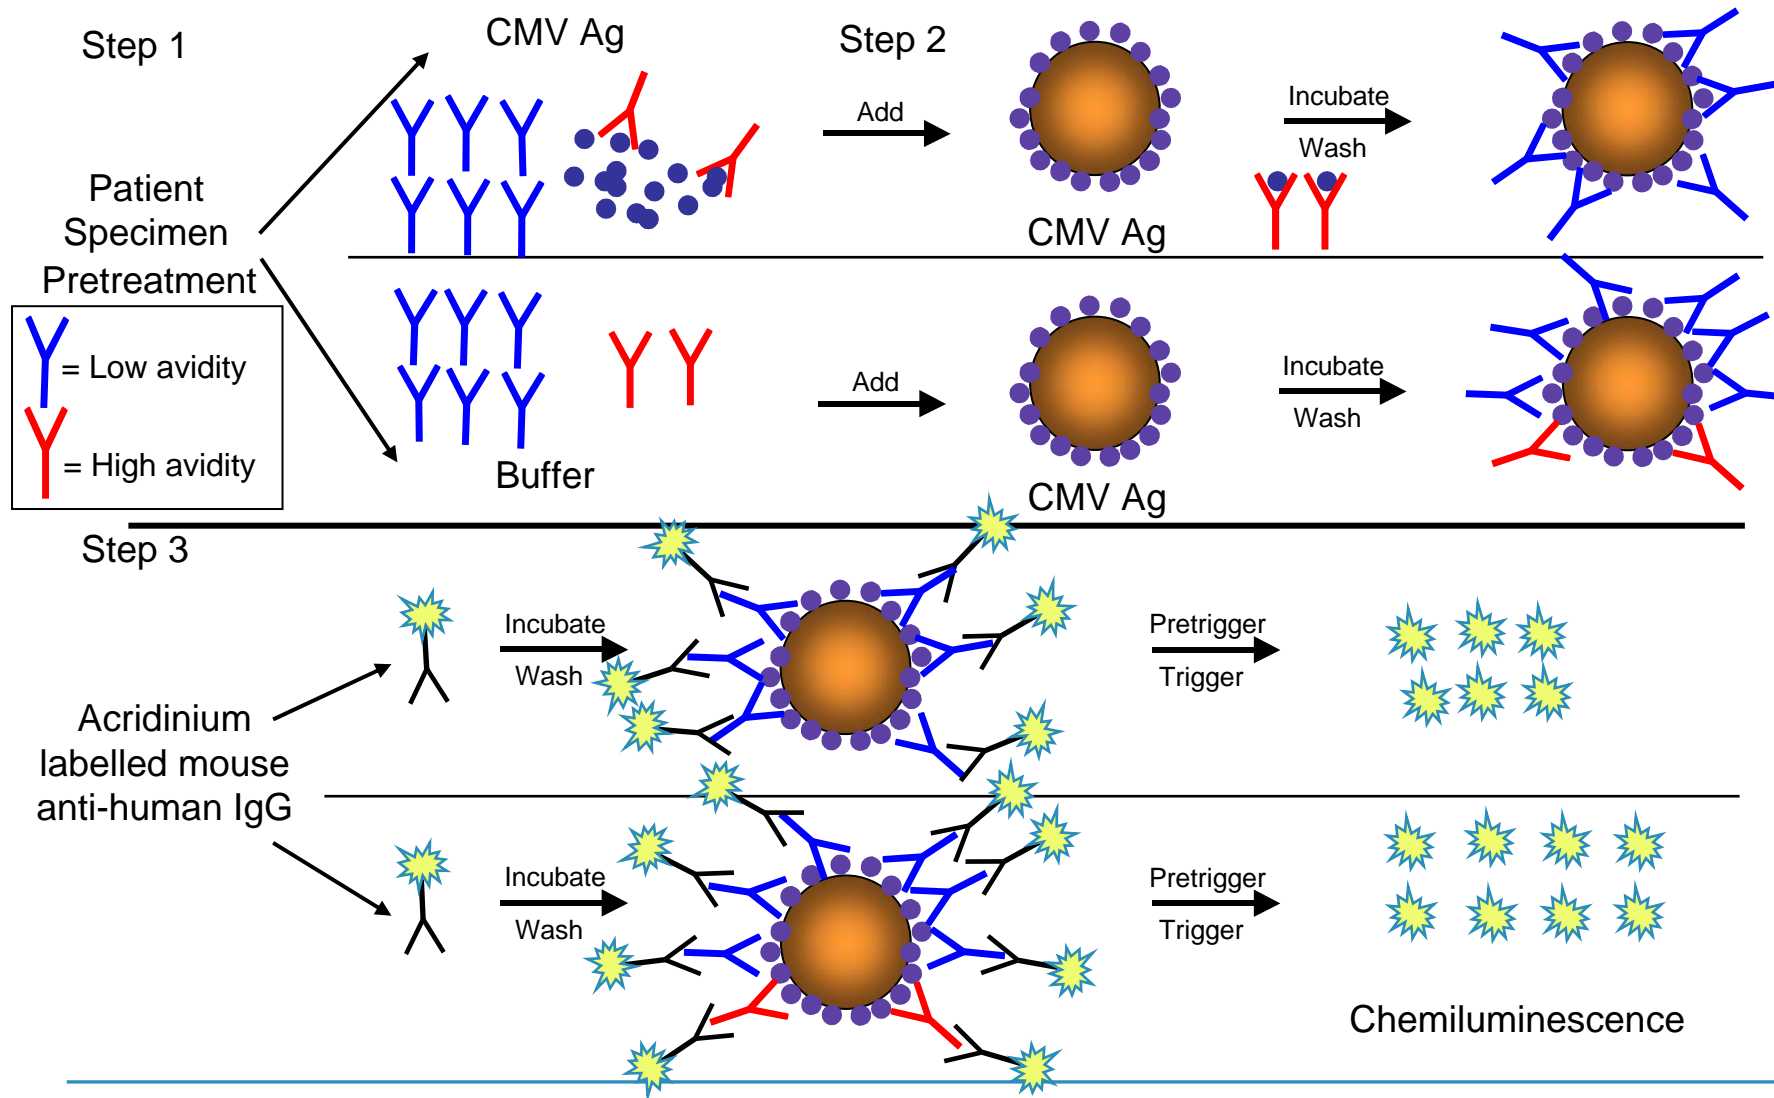 Step 1
CMV Ag
Step 2
Add
Incubate
Wash
CMV Ag
Patient
Specimen
Pretreatment
= Low avidity
= High avidity
Buffer
Add
CMV Ag
Incubate
Wash
Step 3
Acridinium
labelled mouse
anti-human IgG
Incubate
Wash
Pretrigger
Trigger
Incubate
Wash
Pretrigger
Trigger
Chemiluminescence